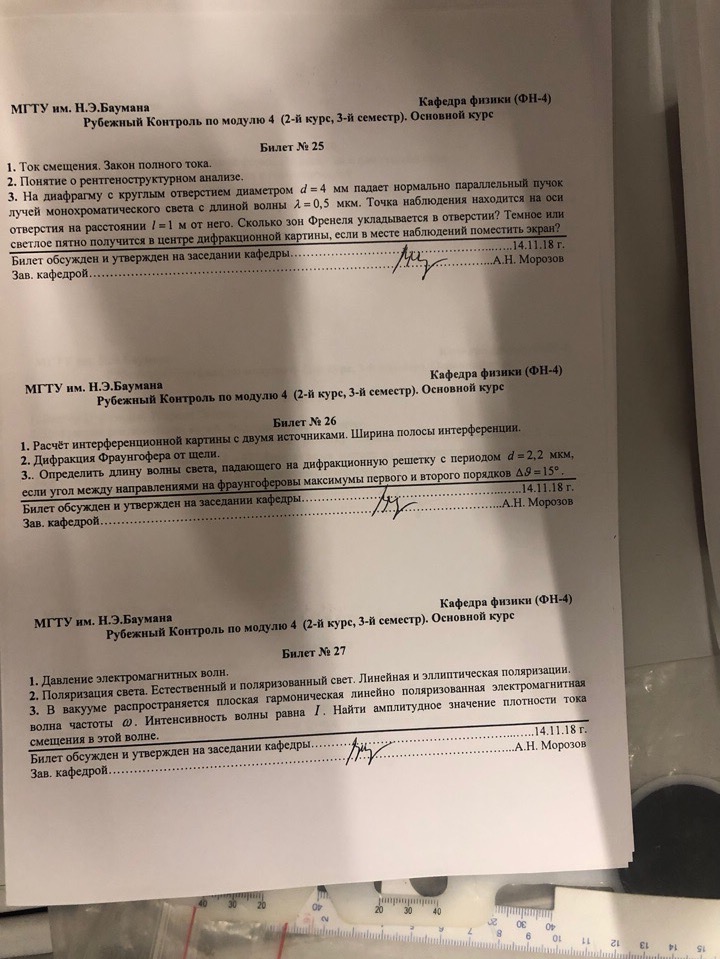 МГТУ им. Н.Э.Баумана Кафедра физики (ФН-4)
Рубежный Контроль по модулю 4 (2-й курс, 3-й семестр). Основной курс
Билет № 25
1. Ток смещения. Закон полного тока.
2. Понятие о рентгеноструктурном анализе.
3. На диафрагму с круглым отверстием диаметром d = 4 мм падает нормально параллельный пучок
лучей монохроматического света с длиной волны λ = 0,5 мкм. Точка наблюдения находится на оси
отверстия на расстоянии l = 1 м от него. Сколько зон Френеля укладывается в отверстии? Темное или
светлое пятно получится в центре дифракционной картины, если в месте наблюдений поместить экран?
Билет обсужден и утвержден на заседании кафедры……………………………………..…….14.11.18 г.
Зав. кафедрой……………………………………………………………………………...А.Н. Морозов
МГТУ им. Н.Э.Баумана Кафедра физики (ФН-4)
Рубежный Контроль по модулю 4 (2-й курс, 3-й семестр). Основной курс
Билет № 26
1. Расчёт интерференционной картины с двумя источниками. Ширина полосы интерференции.
2. Дифракция Фраунгофера от щели.
3.. Определить длину волны света, падающего на дифракционную решетку с периодом d = 2,2 мкм,
если угол между направлениями на фраунгоферовы максимумы первого и второго порядков Δϑ = 15° .
Билет обсужден и утвержден на заседании кафедры……………………………………..…….14.11.18 г.
Зав. кафедрой……………………………………………………………………………...А.Н. Морозов
МГТУ им. Н.Э.Баумана Кафедра физики (ФН-4)
Рубежный Контроль по модулю 4 (2-й курс, 3-й семестр). Основной курс
Билет № 27
1. Давление электромагнитных волн.
2. Поляризация света. Естественный и поляризованный свет. Линейная и эллиптическая поляризации.
3. В вакууме распространяется плоская гармоническая линейно поляризованная электромагнитная
волна частоты ω . Интенсивность волны равна I . Найти амплитудное значение плотности тока
смещения в этой волне.
Билет обсужден и утвержден на заседании кафедры……………………………………..…….14.11.18 г.
Зав. кафедрой……………………………………………………………………………...А.Н. Морозов
40 30 20
20 30 40
40 30 20
7 8 9 10 11 12 13 14 15